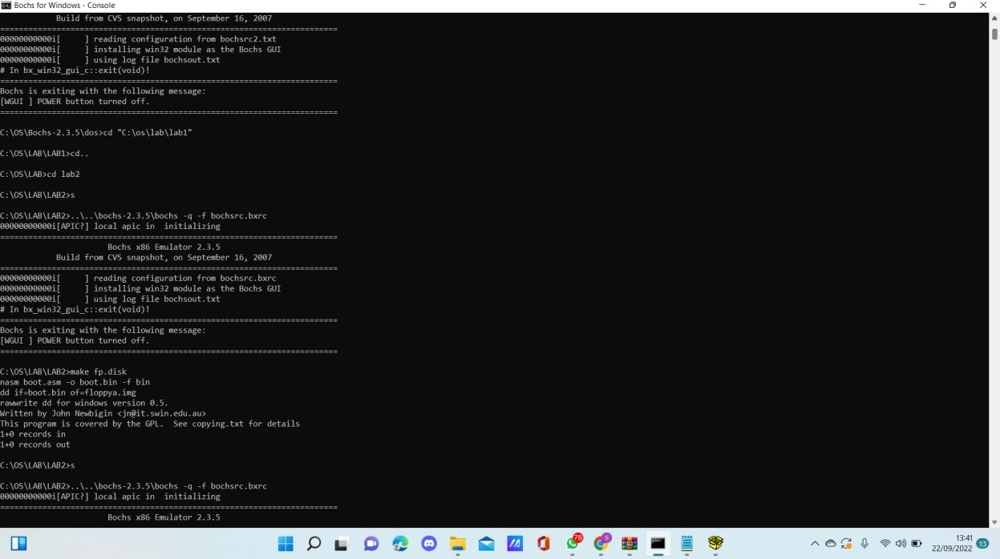 Bochs for Windows - Console
Build from CVS snapshot, on September 16, 2007
========================================================================
00000000000i[     ] reading configuration from bochsrc2.txt
00000000000i[     ] installing win32 module as the Bochs GUI
00000000000i[     ] using log file bochsout.txt
# In bx_win32_gui_c::exit(void)!
========================================================================
Bochs is exiting with the following message:
[WGUI ] POWER button turned off.
========================================================================
C:\OS\Bochs-2.3.5\dos>cd "C:\os\lab\lab1"
C:\OS\LAB\LAB1>cd..
C:\OS\LAB>cd lab2
C:\OS\LAB\LAB2>s
C:\OS\LAB\LAB2>..\..\bochs-2.3.5\bochs -q -f bochsrc.bxrc
00000000000i[APIC?] local apic in  initializing
========================================================================
Bochs x86 Emulator 2.3.5
Build from CVS snapshot, on September 16, 2007
========================================================================
00000000000i[     ] reading configuration from bochsrc.bxrc
00000000000i[     ] installing win32 module as the Bochs GUI
00000000000i[     ] using log file bochsout.txt
# In bx_win32_gui_c::exit(void)!
========================================================================
Bochs is exiting with the following message:
[WGUI ] POWER button turned off.
========================================================================
C:\OS\LAB\LAB2>make fp.disk
nasm boot.asm -o boot.bin -f bin
dd if=boot.bin of=floppya.img
rawwrite dd for windows version 0.5.
Written by John Newbigin <jn@it.swin.edu.au>
This program is covered by the GPL.  See copying.txt for details
1+0 records in
1+0 records out
C:\OS\LAB\LAB2>s
C:\OS\LAB\LAB2>..\..\bochs-2.3.5\bochs -q -f bochsrc.bxrc
00000000000i[APIC?] local apic in  initializing
========================================================================
Bochs x86 Emulator 2.3.5
76
13:41
22/09/2022
13